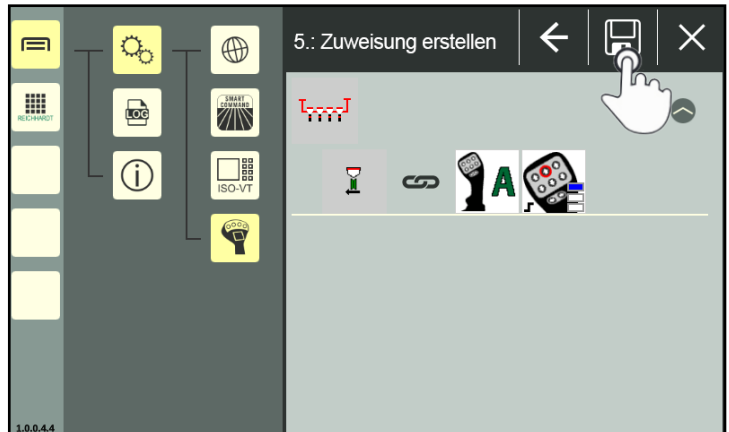 5.: Zuweisung erstellen
REICHHARDT
LOG
SMART
COMMAND
ISO-VT
A
1.0.0.4.4